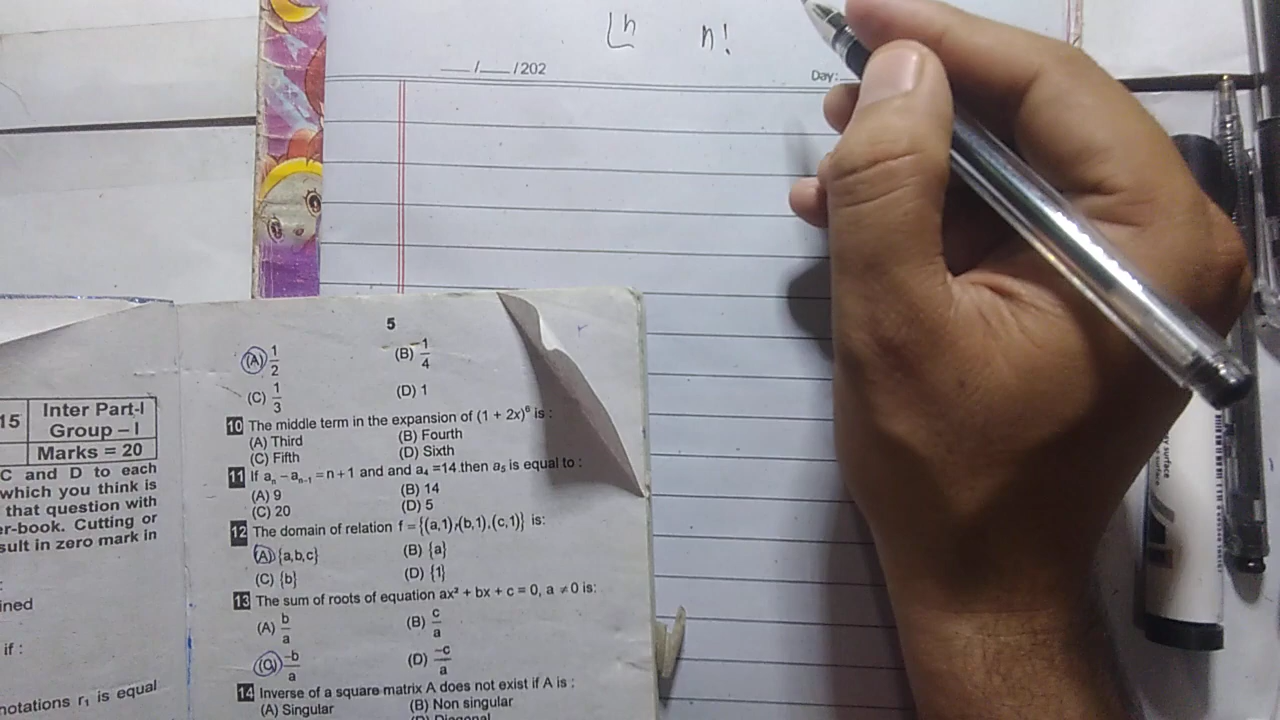 Ln n!
__/__/202 Day:
5
(A) 1/2 (B) 1/4
(C) 1/3 (D) 1
10 The middle term in the expansion of (1 + 2x)⁶ is :
(A) Third (B) Fourth
(C) Fifth (D) Sixth
11 If aₙ – aₙ₋₁ = n+1 and and a₄ =14.then a₅ is equal to :
(A) 9 (B) 14
(C) 20 (D) 5
12 The domain of relation f = {(a,1),(b,1),(c,1)} is:
(A) {a,b,c} (B) {a}
(C) {b} (D) {1}
13 The sum of roots of equation ax² + bx + c = 0, a ≠ 0 is:
(A) b/a (B) c/a
(C) -b/a (D) -c/a
14 Inverse of a square matrix A does not exist if A is :
(A) Singular (B) Non singular
Diagonal
15 Inter Part-I
Group – I
Marks = 20
C and D to each
which you think is
that question with
er-book. Cutting or
sult in zero mark in
:
ined
if :
notations r₁ is equal